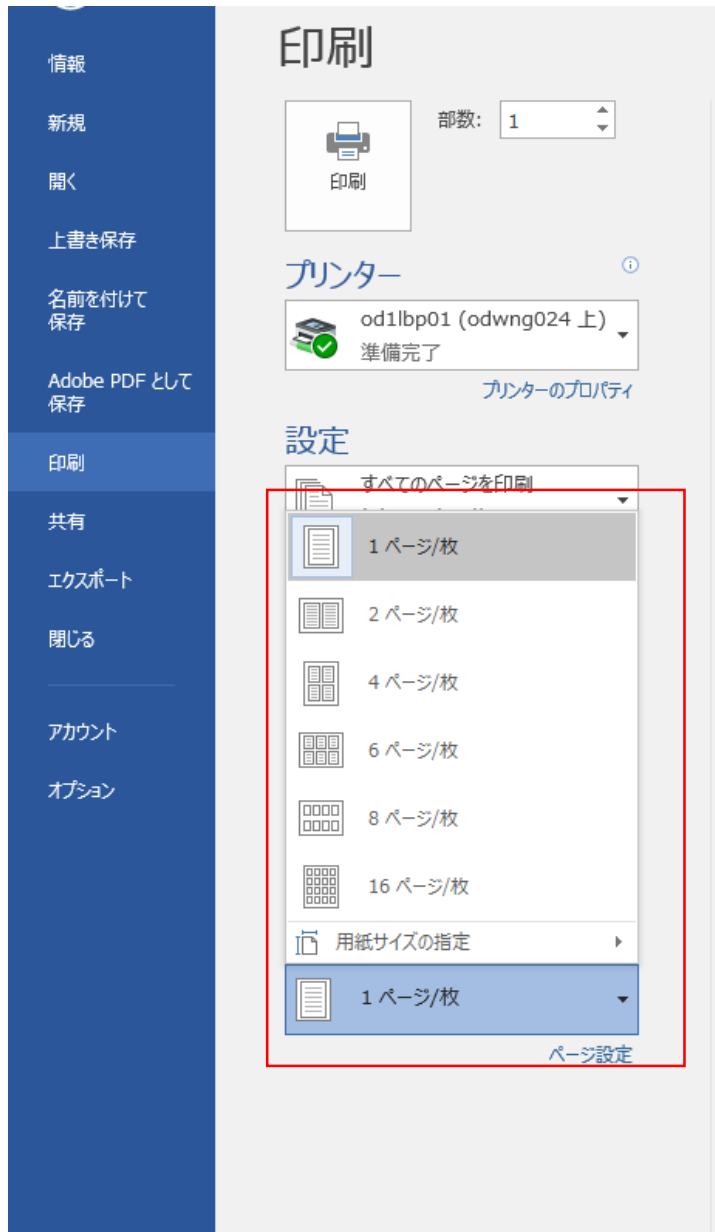 情報
新規
開く
上書き保存
名前を付けて
保存
Adobe PDF として
保存
印刷
共有
エクスポート
閉じる
アカウント
オプション
印刷
部数: 1
印刷
プリンター
od1lbp01 (odwng024 上)
準備完了
プリンターのプロパティ
設定
すべてのページを印刷
1 ページ/枚
2 ページ/枚
4 ページ/枚
6 ページ/枚
8 ページ/枚
16 ページ/枚
用紙サイズの指定
1 ページ/枚
ページ設定